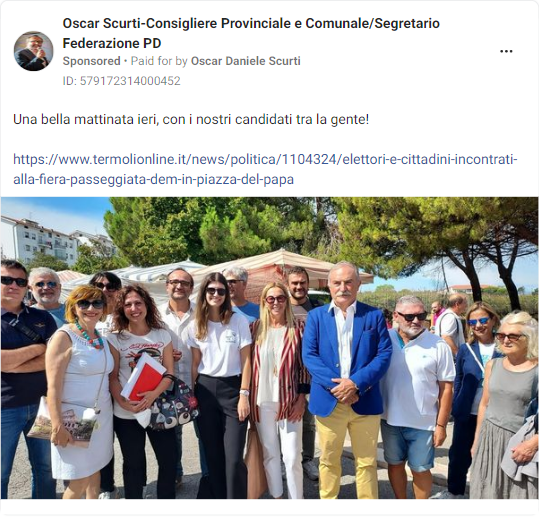 Oscar Scurti-Consigliere Provinciale e Comunale/Segretario
Federazione PD
Sponsored • Paid for by Oscar Daniele Scurti
ID: 579172314000452
Una bella mattinata ieri, con i nostri candidati tra la gente!
https://www.termolionline.it/news/politica/1104324/elettori-e-cittadini-incontrati-
alla-fiera-passeggiata-dem-in-piazza-del-papa